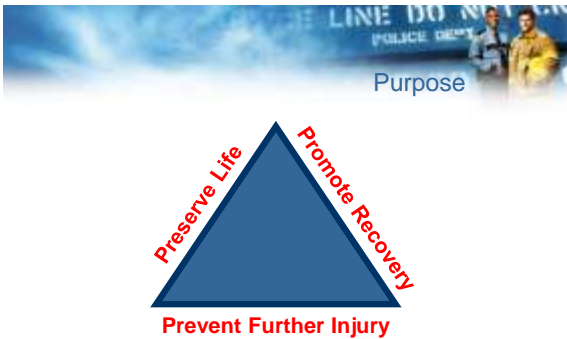 LINE DO NOT
POLICE DEPT
Purpose
Preserve Life
Promote Recovery
Prevent Further Injury